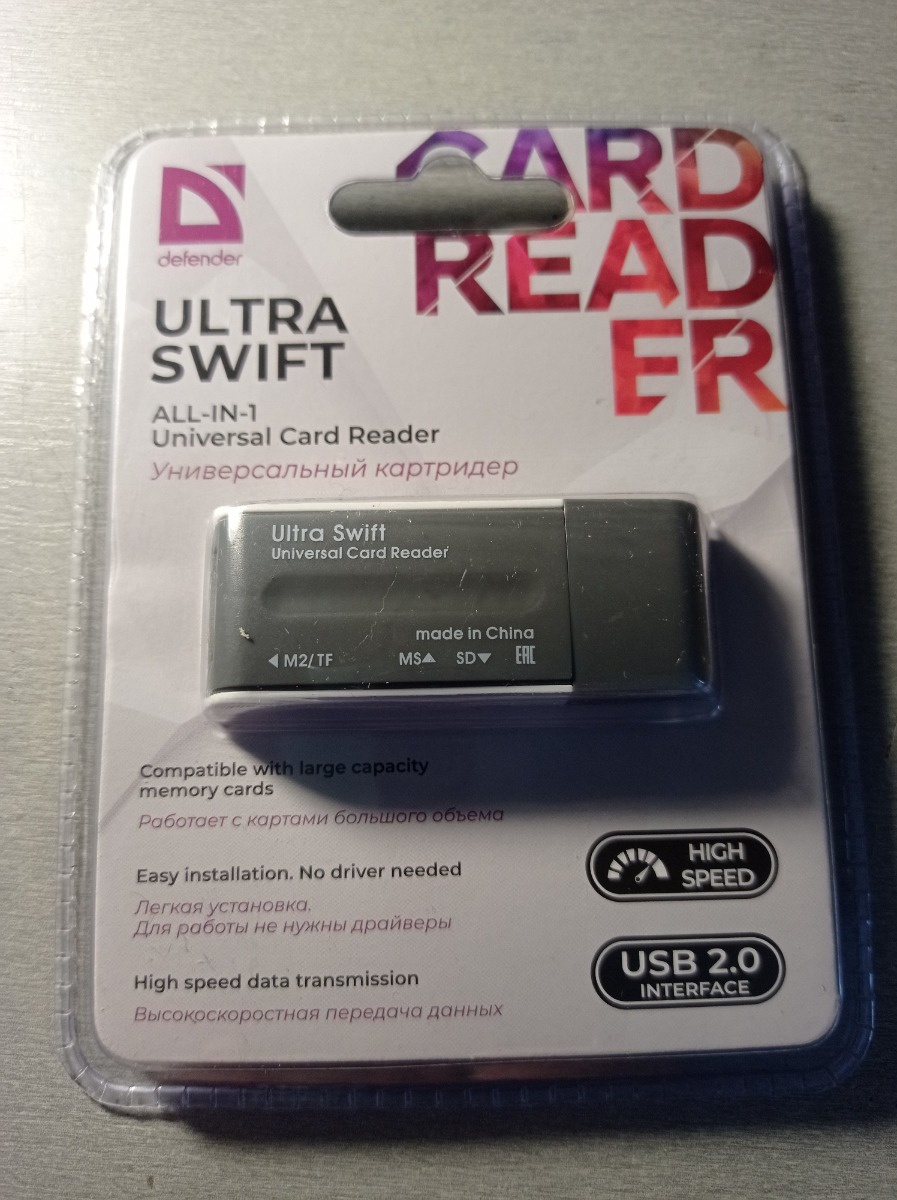 CARD
READ
ER
defender
ULTRA
SWIFT
ALL-IN-1
Universal Card Reader
Универсальный картридер
Ultra Swift
Universal Card Reader
made in China
◀ M2/TF MS▲ SD▼ EAC
Compatible with large capacity
memory cards
Работает с картами большого объема
Easy installation. No driver needed
Легкая установка.
Для работы не нужны драйверы
High speed data transmission
Высокоскоростная передача данных
HIGH
SPEED
USB 2.0
INTERFACE